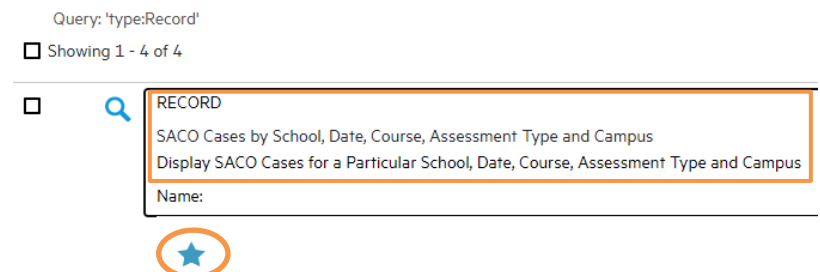 Query: 'type:Record'
Showing 1 - 4 of 4
RECORD
SACO Cases by School, Date, Course, Assessment Type and Campus
Display SACO Cases for a Particular School, Date, Course, Assessment Type and Campus
Name: